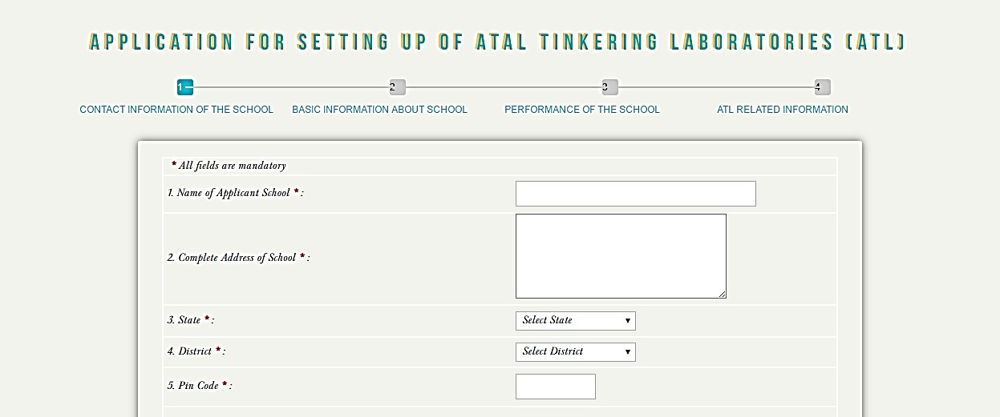 APPLICATION FOR SETTING UP OF ATAL TINKERING LABORATORIES (ATL)
1 2 3 4
CONTACT INFORMATION OF THE SCHOOL BASIC INFORMATION ABOUT SCHOOL PERFORMANCE OF THE SCHOOL ATL RELATED INFORMATION
* All fields are mandatory
1. Name of Applicant School * :
2. Complete Address of School * :
3. State * : Select State
4. District * : Select District
5. Pin Code * :